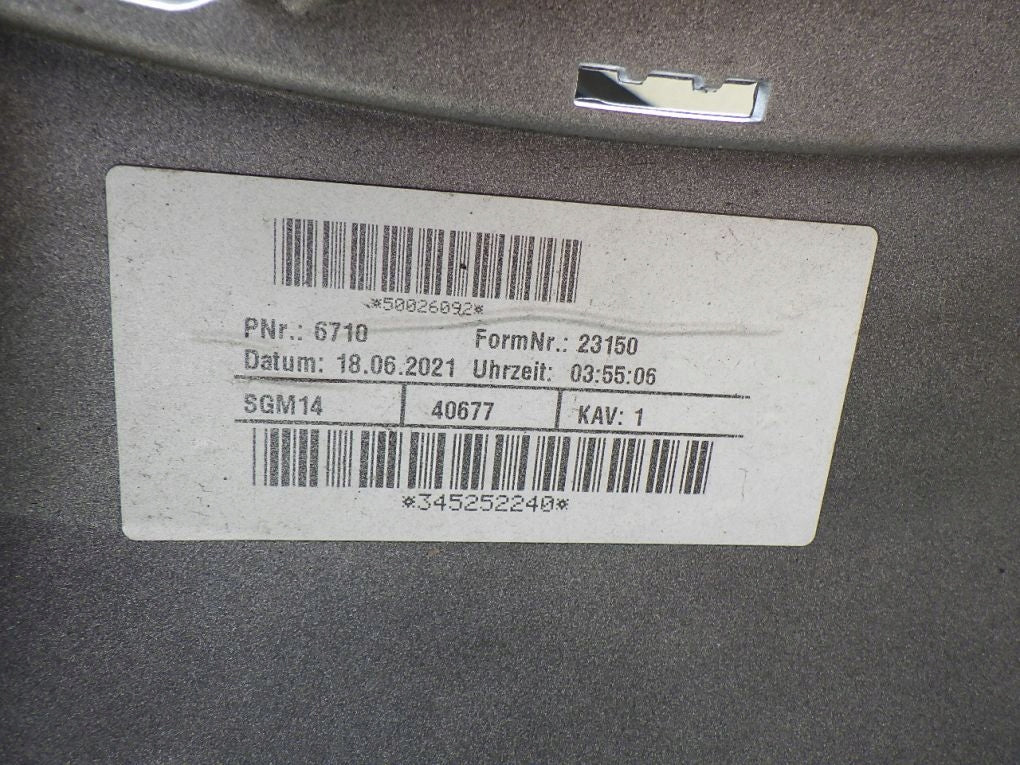 *50026092*
PNr.: 6710 FormNr.: 23150
Datum: 18.06.2021 Uhrzeit: 03:55:06
SGM14 40677 KAV: 1
*345252240*